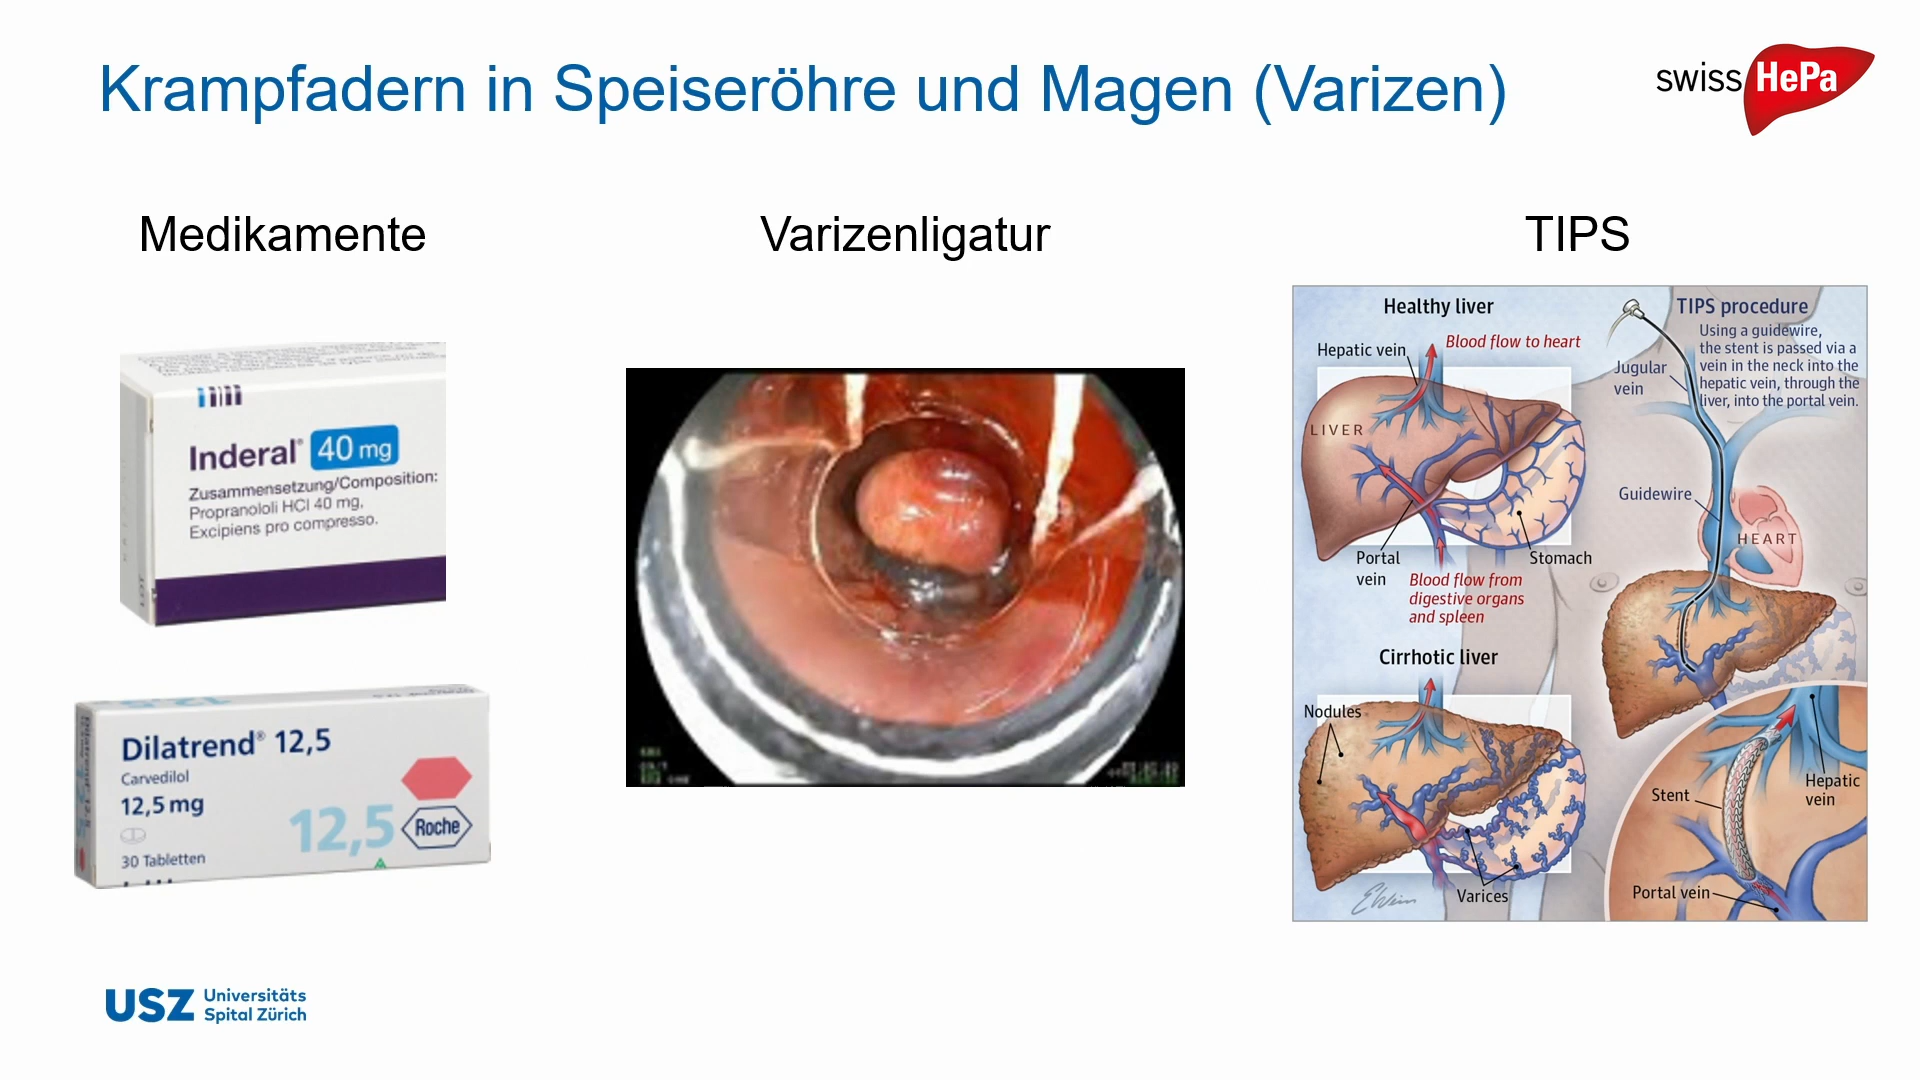 Krampfadern in Speiseröhre und Magen (Varizen)
swiss HePa
Medikamente
Inderal® 40 mg
Zusammensetzung/Composition:
Propranololi HCl 40 mg,
Excipiens pro compresso.
Dilatrend® 12,5
Carvedilol
12,5 mg
12,5
Roche
30 Tabletten
Varizenligatur
TIPS
Healthy liver
Blood flow to heart
Hepatic vein
LIVER
Portal
vein
Stomach
Blood flow from
digestive organs
and spleen
Cirrhotic liver
Nodules
Varices
TIPS procedure
Using a guidewire,
the stent is passed via a
vein in the neck into the
hepatic vein, through the
liver, into the portal vein.
Jugular
vein
Guidewire
HEART
Stent
Hepatic
vein
Portal vein
USZ Universitäts
Spital Zürich